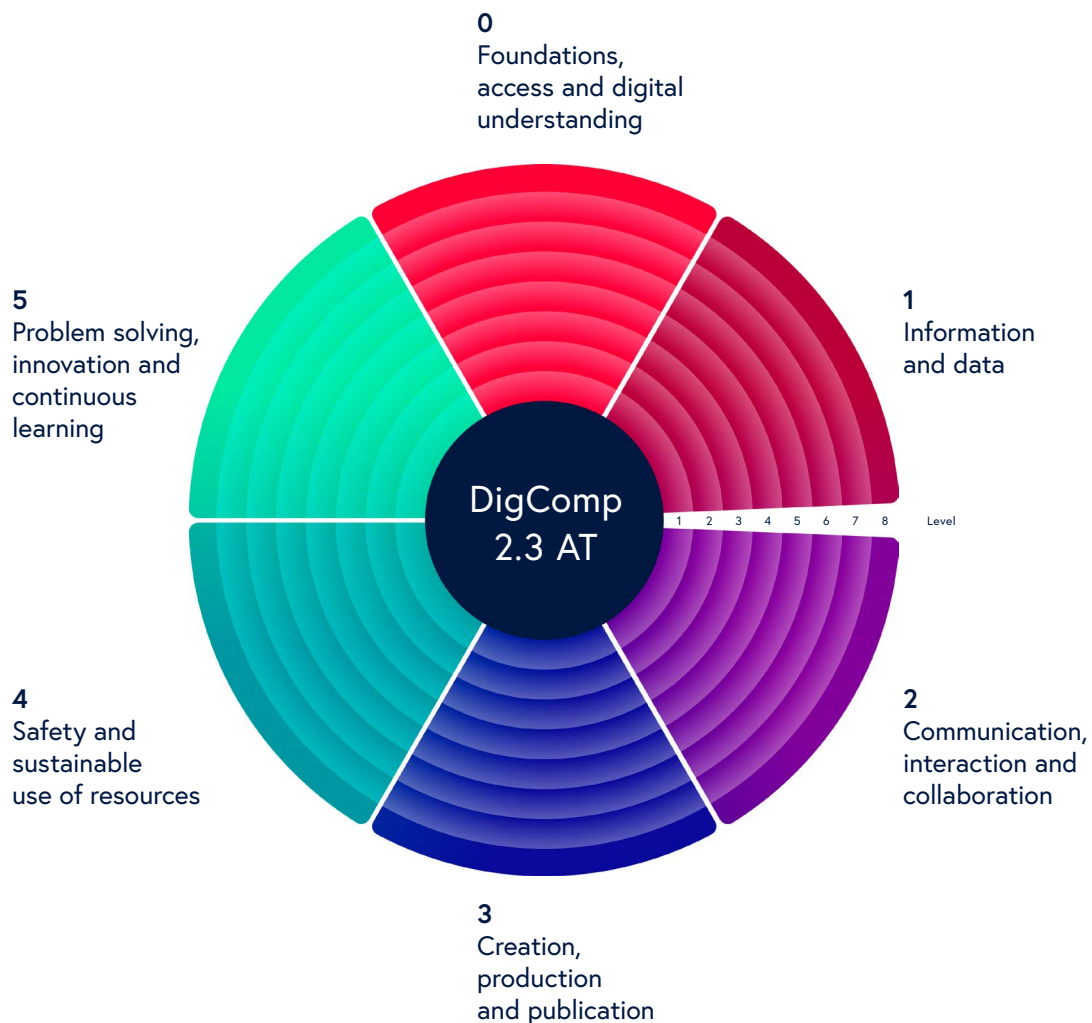 0
Foundations,
access and digital
understanding
5
Problem solving,
innovation and
continuous
learning
1
Information
and data
DigComp
2.3 AT
1 2 3 4 5 6 7 8 Level
4
Safety and
sustainable
use of resources
2
Communication,
interaction and
collaboration
3
Creation,
production
and publication